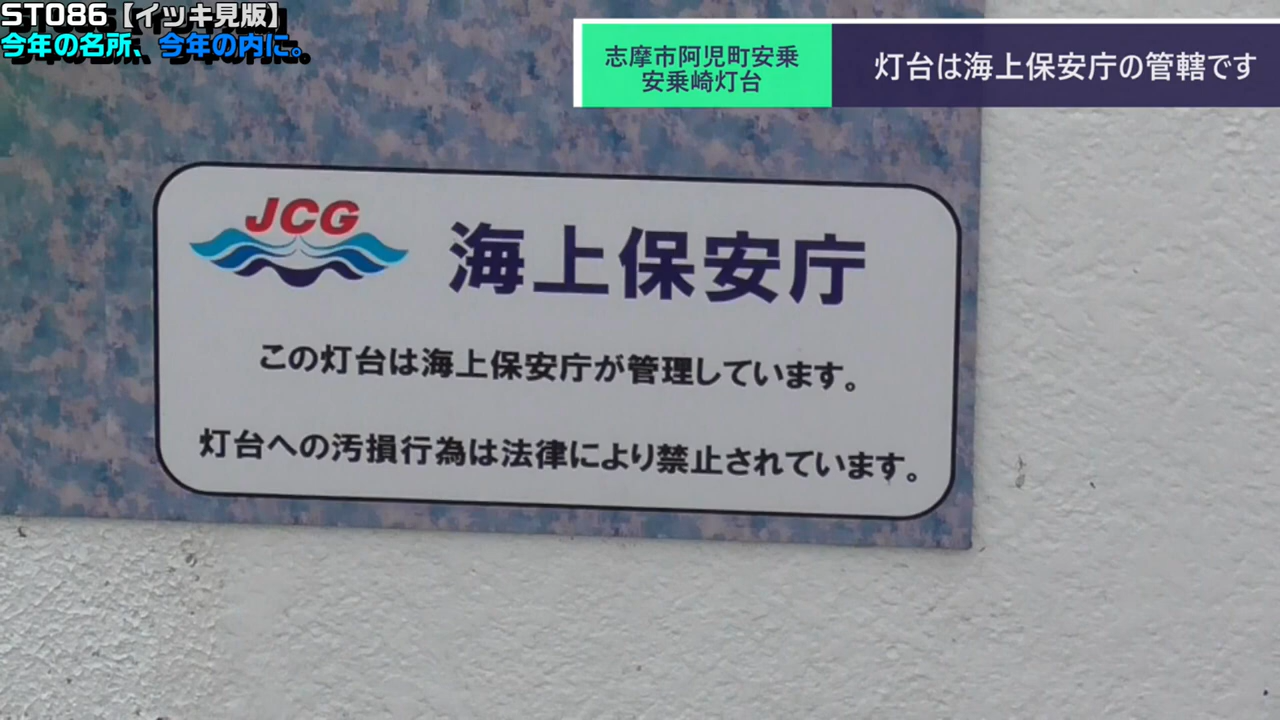 ST086【イッキ見版】
今年の名所、今年の内に。
志摩市阿児町安乗
安乗崎灯台
灯台は海上保安庁の管轄です
JCG
海上保安庁
この灯台は海上保安庁が管理しています。
灯台への汚損行為は法律により禁止されています。